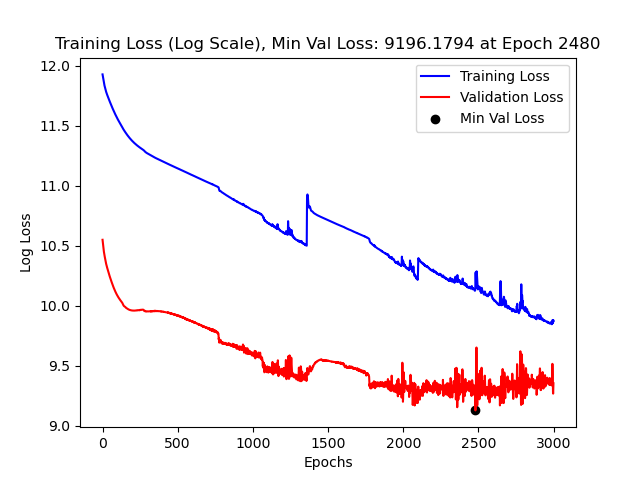 Training Loss (Log Scale), Min Val Loss: 9196.1794 at Epoch 2480
12.0
11.5
11.0
10.5
10.0
9.5
9.0
Log Loss
Training Loss
Validation Loss
Min Val Loss
0
500
1000
1500
2000
2500
3000
Epochs